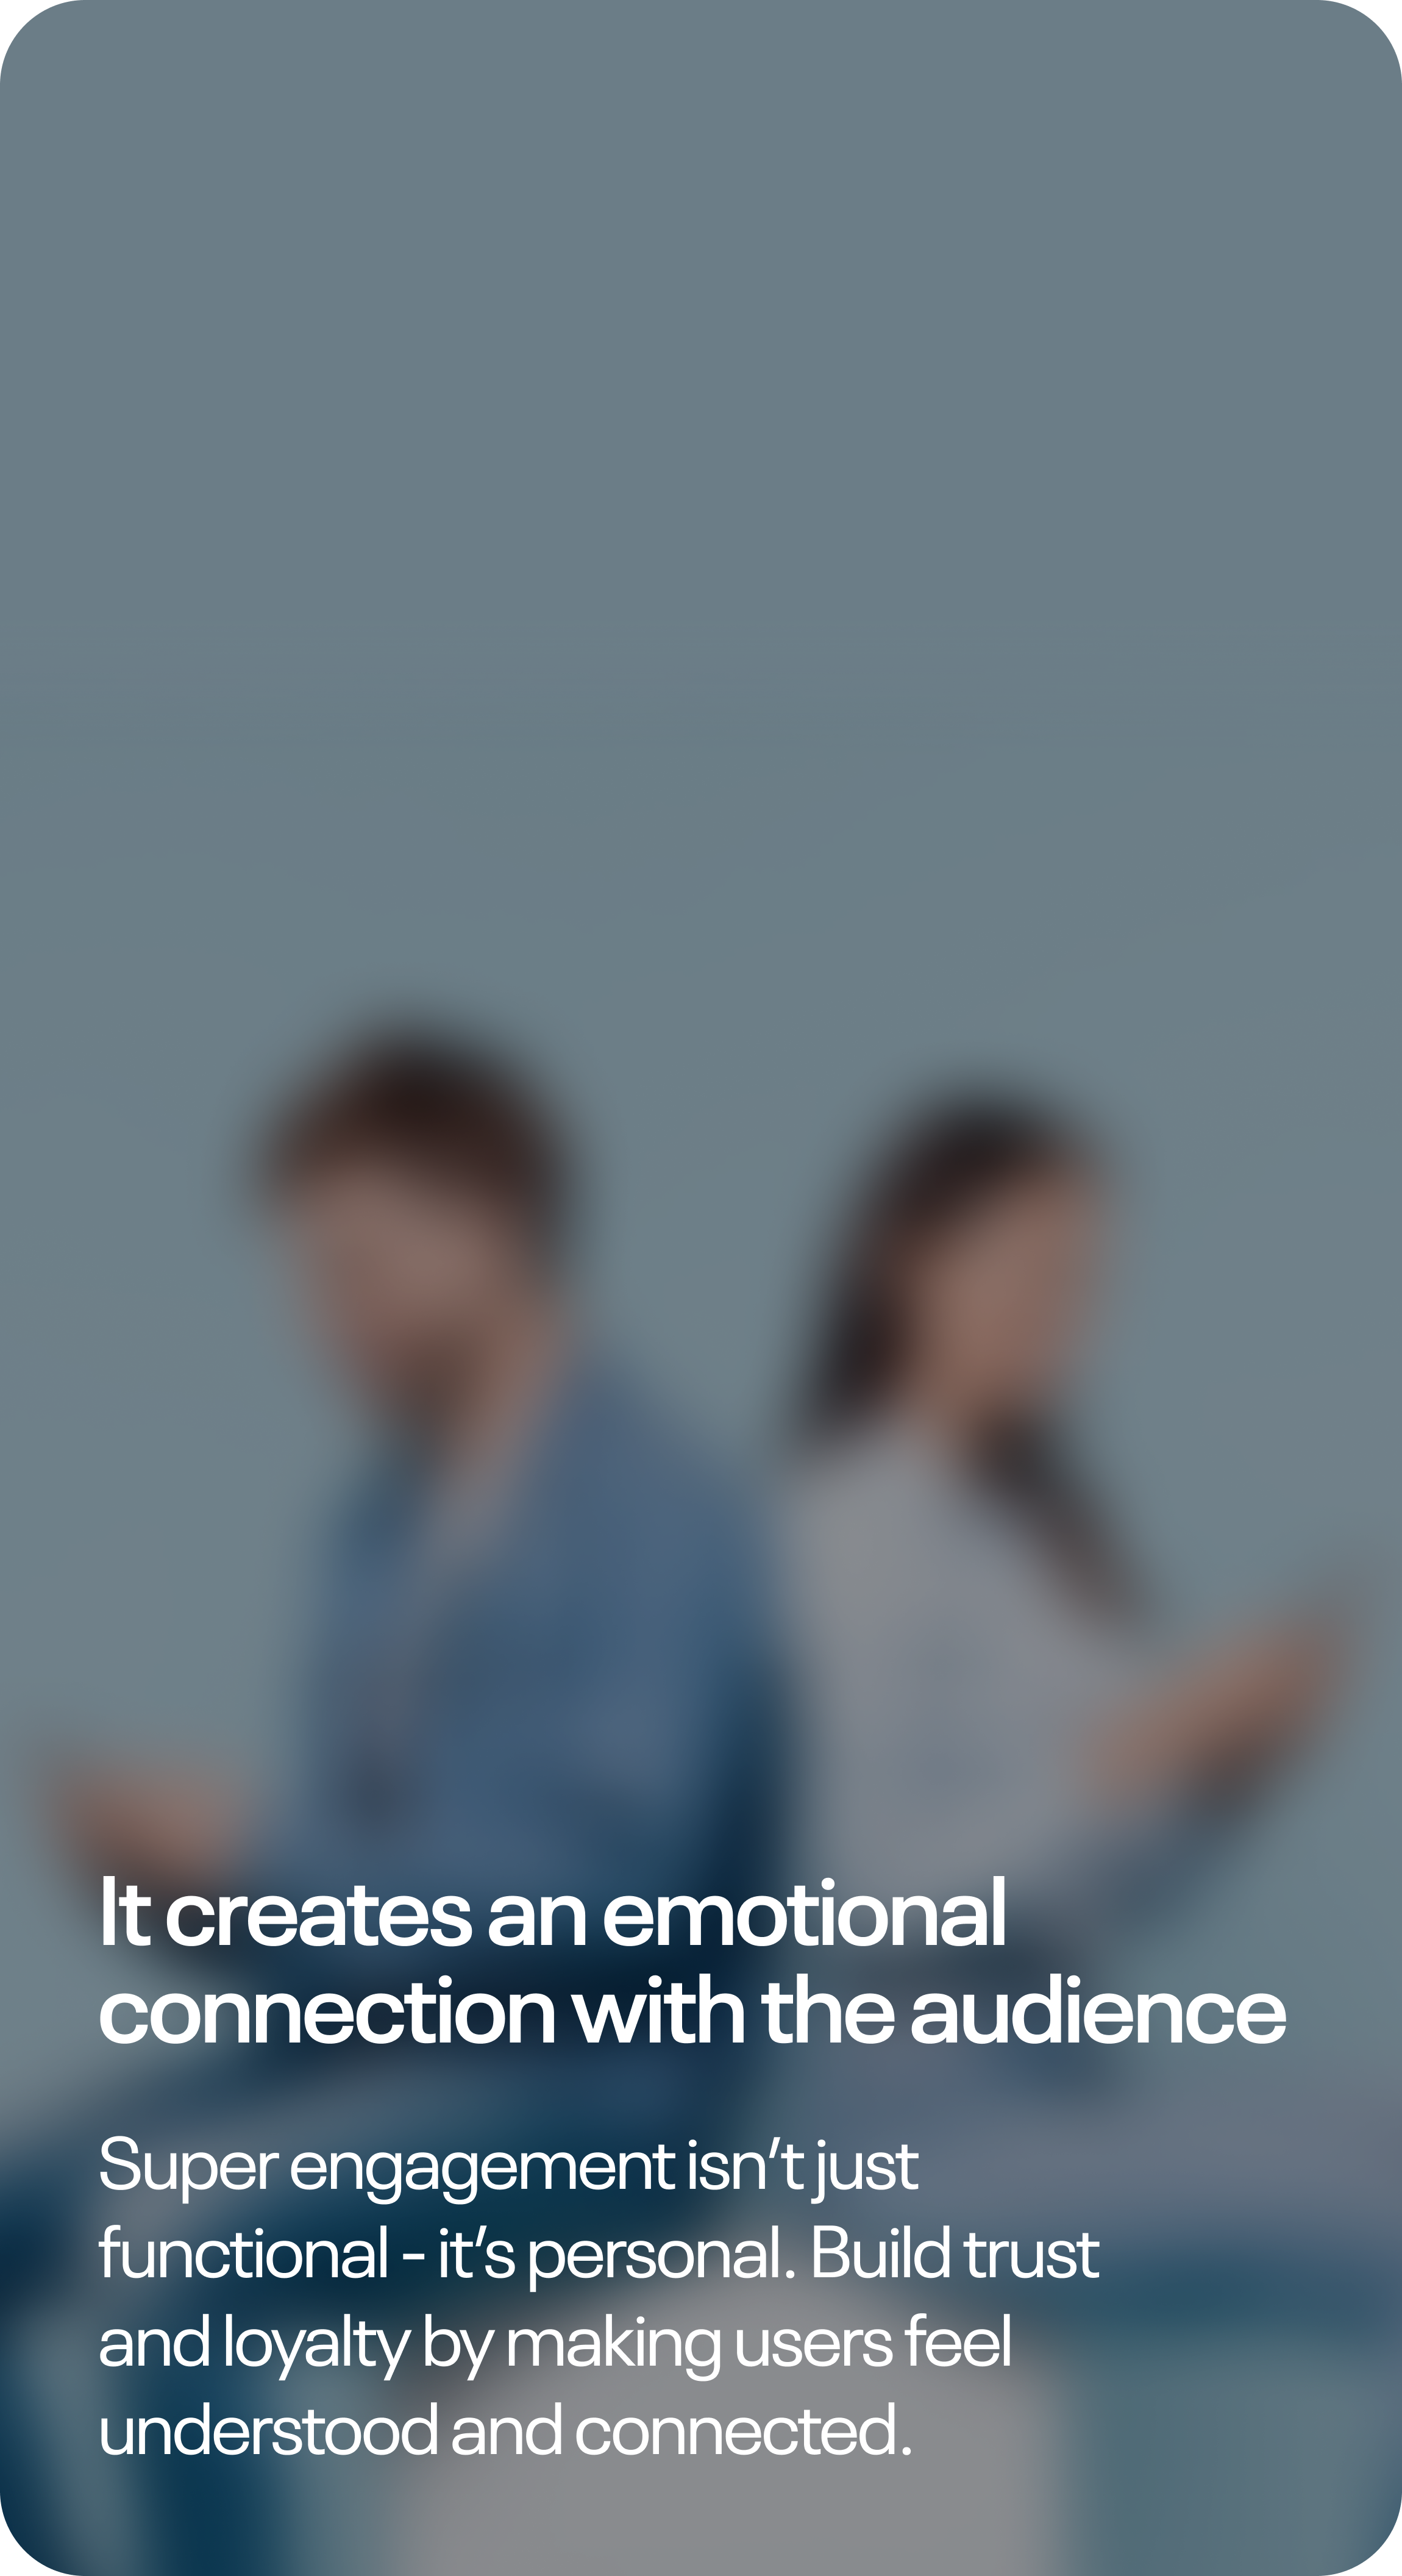 It creates an emotional
connection with the audience
Super engagement isn’t just
functional - it’s personal. Build trust
and loyalty by making users feel
understood and connected.